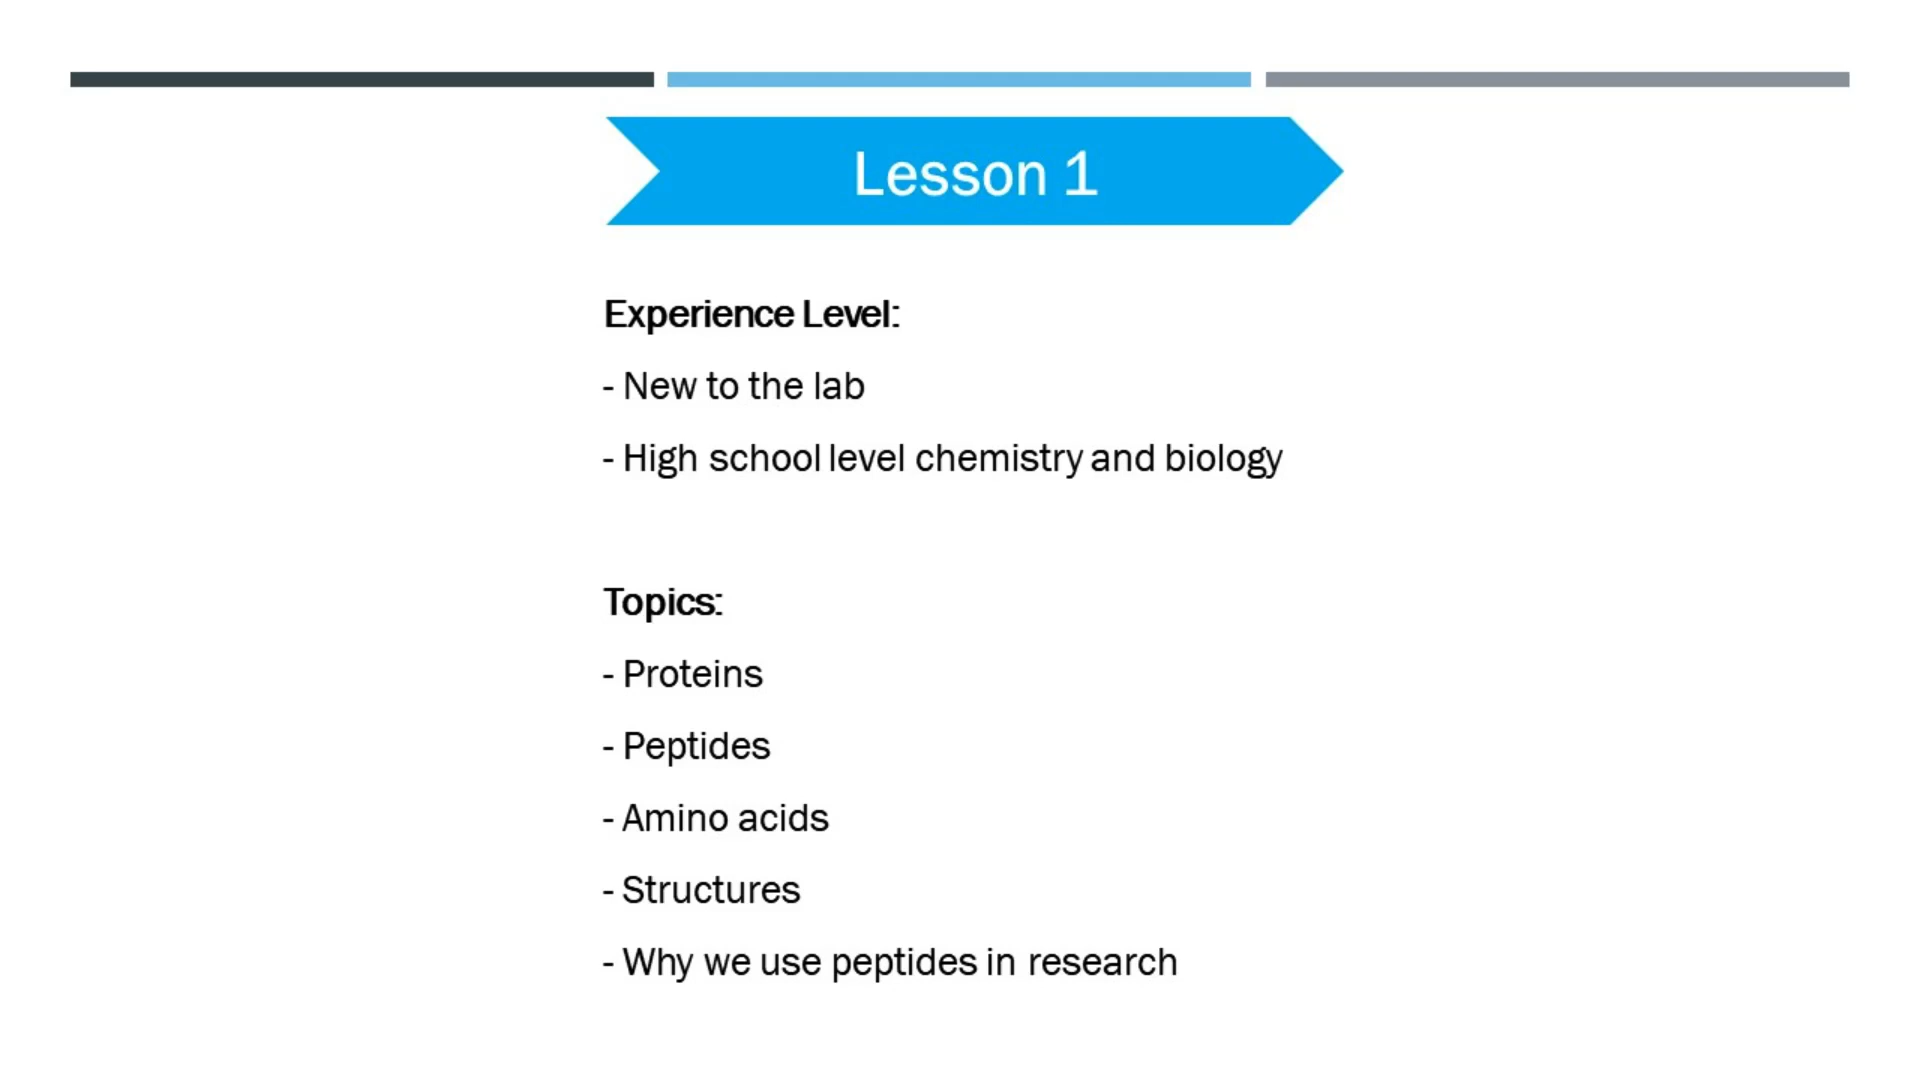 Lesson 1
Experience Level:
- New to the lab
- High school level chemistry and biology
Topics:
- Proteins
- Peptides
- Amino acids
- Structures
- Why we use peptides in research